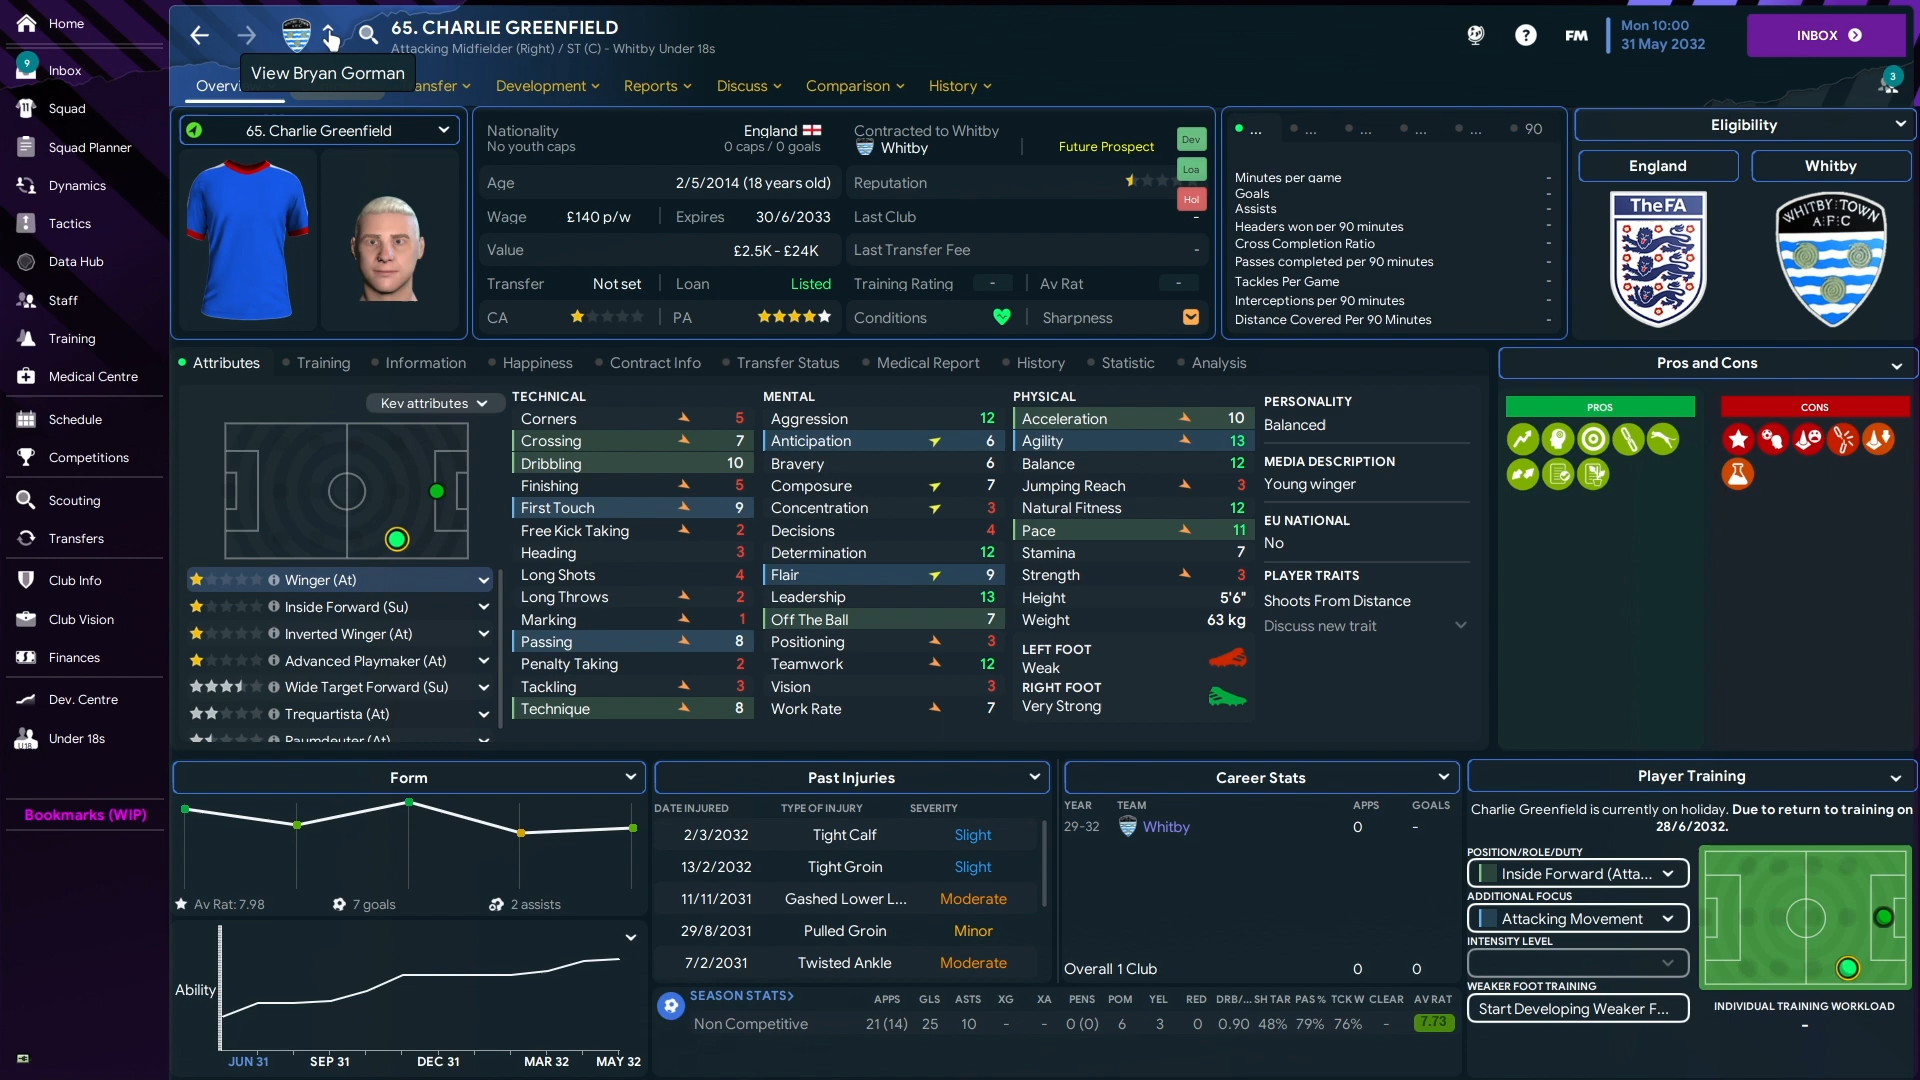 Home
9
Inbox
Squad
Squad Planner
Dynamics
Tactics
Data Hub
Staff
Training
Medical Centre
Schedule
Competitions
Scouting
Transfers
Club Info
Club Vision
Finances
Dev. Centre
Under 18s
Bookmarks (WIP)
65. CHARLIE GREENFIELD
Attacking Midfielder (Right) / ST (C) - Whitby Under 18s
View Bryan Gorman
FM
Mon 10:00
31 May 2032
INBOX
3
Overvi
ansfer
Development
Reports
Discuss
Comparison
History
65. Charlie Greenfield
Nationality England
No youth caps 0 caps / 0 goals
Age 2/5/2014 (18 years old)
Wage £140 p/w Expires 30/6/2033
Value £2.5K - £24K
Transfer Not set Loan Listed
CA PA
Contracted to Whitby
Whitby Future Prospect
Dev
Loa
Hol
Reputation
Last Club -
Last Transfer Fee -
Training Rating - Av Rat -
Conditions Sharpness
... ... ... ... ... 90
Minutes per game -
Goals -
Assists -
Headers won per 90 minutes -
Cross Completion Ratio -
Passes completed per 90 minutes -
Tackles Per Game -
Interceptions per 90 minutes -
Distance Covered Per 90 Minutes -
Eligibility
England Whitby
TheFA
WHITBY TOWN
A.F.C
Attributes Training Information Happiness Contract Info Transfer Status Medical Report History Statistic Analysis
Key attributes
Winger (At)
Inside Forward (Su)
Inverted Winger (At)
Advanced Playmaker (At)
Wide Target Forward (Su)
Trequartista (At)
Raumdeuter (At)
TECHNICAL
Corners 5
Crossing 7
Dribbling 10
Finishing 5
First Touch 9
Free Kick Taking 2
Heading 3
Long Shots 4
Long Throws 2
Marking 1
Passing 8
Penalty Taking 2
Tackling 3
Technique 8
MENTAL
Aggression 12
Anticipation 6
Bravery 6
Composure 7
Concentration 3
Decisions 4
Determination 12
Flair 9
Leadership 13
Off The Ball 7
Positioning 3
Teamwork 12
Vision 3
Work Rate 7
PHYSICAL
Acceleration 10
Agility 13
Balance 12
Jumping Reach 3
Natural Fitness 12
Pace 11
Stamina 7
Strength 3
Height 5'6"
Weight 63 kg
LEFT FOOT
Weak
RIGHT FOOT
Very Strong
PERSONALITY
Balanced
MEDIA DESCRIPTION
Young winger
EU NATIONAL
No
PLAYER TRAITS
Shoots From Distance
Discuss new trait
Pros and Cons
PROS CONS
Form
Av Rat: 7.98 7 goals 2 assists
Ability
JUN 31 SEP 31 DEC 31 MAR 32 MAY 32
Past Injuries
DATE INJURED TYPE OF INJURY SEVERITY
2/3/2032 Tight Calf Slight
13/2/2032 Tight Groin Slight
11/11/2031 Gashed Lower L... Moderate
29/8/2031 Pulled Groin Minor
7/2/2031 Twisted Ankle Moderate
Career Stats
YEAR TEAM APPS GOALS
29-32 Whitby 0 -
Overall 1 Club 0 0
SEASON STATS> APPS GLS ASTS XG XA PENS POM YEL RED DRB/... SH TAR PAS % TCK W CLEAR AV RAT
Non Competitive 21 (14) 25 10 - - 0 (0) 6 3 0 0.90 48% 79% 76% - 7.73
Player Training
Charlie Greenfield is currently on holiday. Due to return to training on
28/6/2032.
POSITION/ROLE/DUTY
Inside Forward (Atta...
ADDITIONAL FOCUS
Attacking Movement
INTENSITY LEVEL
WEAKER FOOT TRAINING
Start Developing Weaker F...
INDIVIDUAL TRAINING WORKLOAD
-